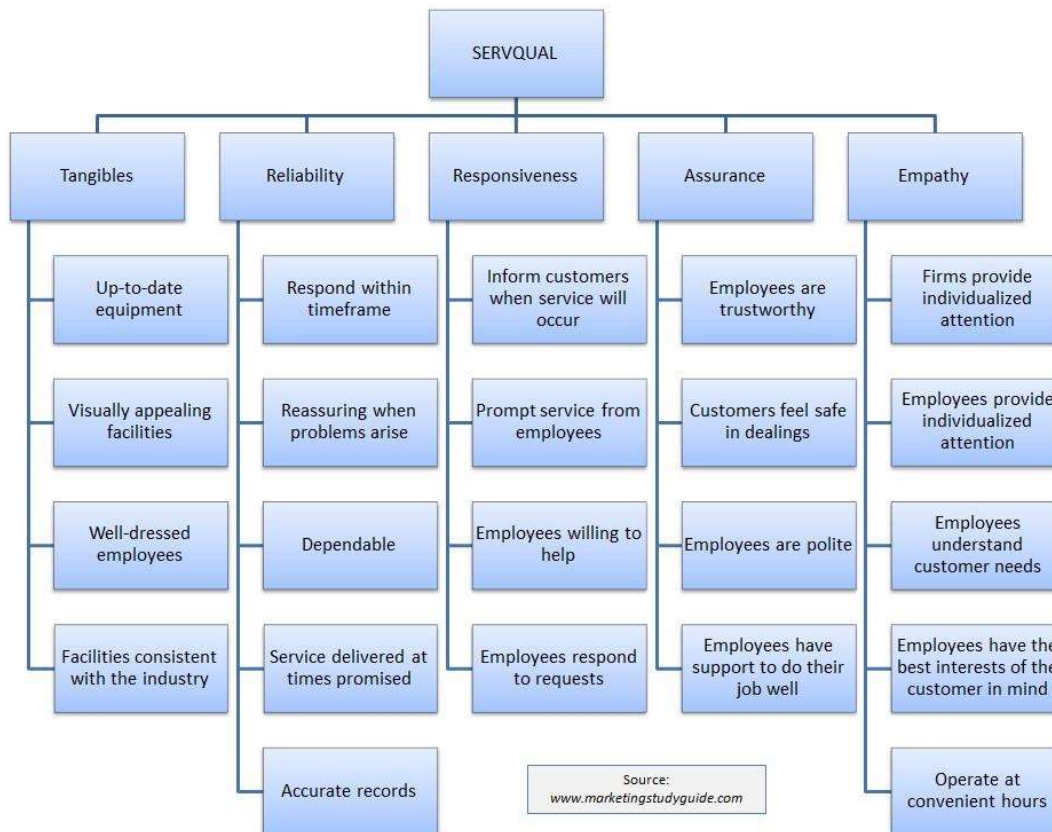 SERVQUAL
Tangibles
Reliability
Responsiveness
Assurance
Empathy
Up-to-date
equipment
Respond within
timeframe
Inform customers
when service will
occur
Employees are
trustworthy
Firms provide
individualized
attention
Visually appealing
facilities
Reassuring when
problems arise
Prompt service from
employees
Customers feel safe
in dealings
Employees provide
individualized
attention
Well-dressed
employees
Dependable
Employees willing to
help
Employees are polite
Employees
understand
customer needs
Facilities consistent
with the industry
Service delivered at
times promised
Employees respond
to requests
Employees have
support to do their
job well
Employees have the
best interests of the
customer in mind
Accurate records
Source:
www.marketingstudyguide.com
Operate at
convenient hours